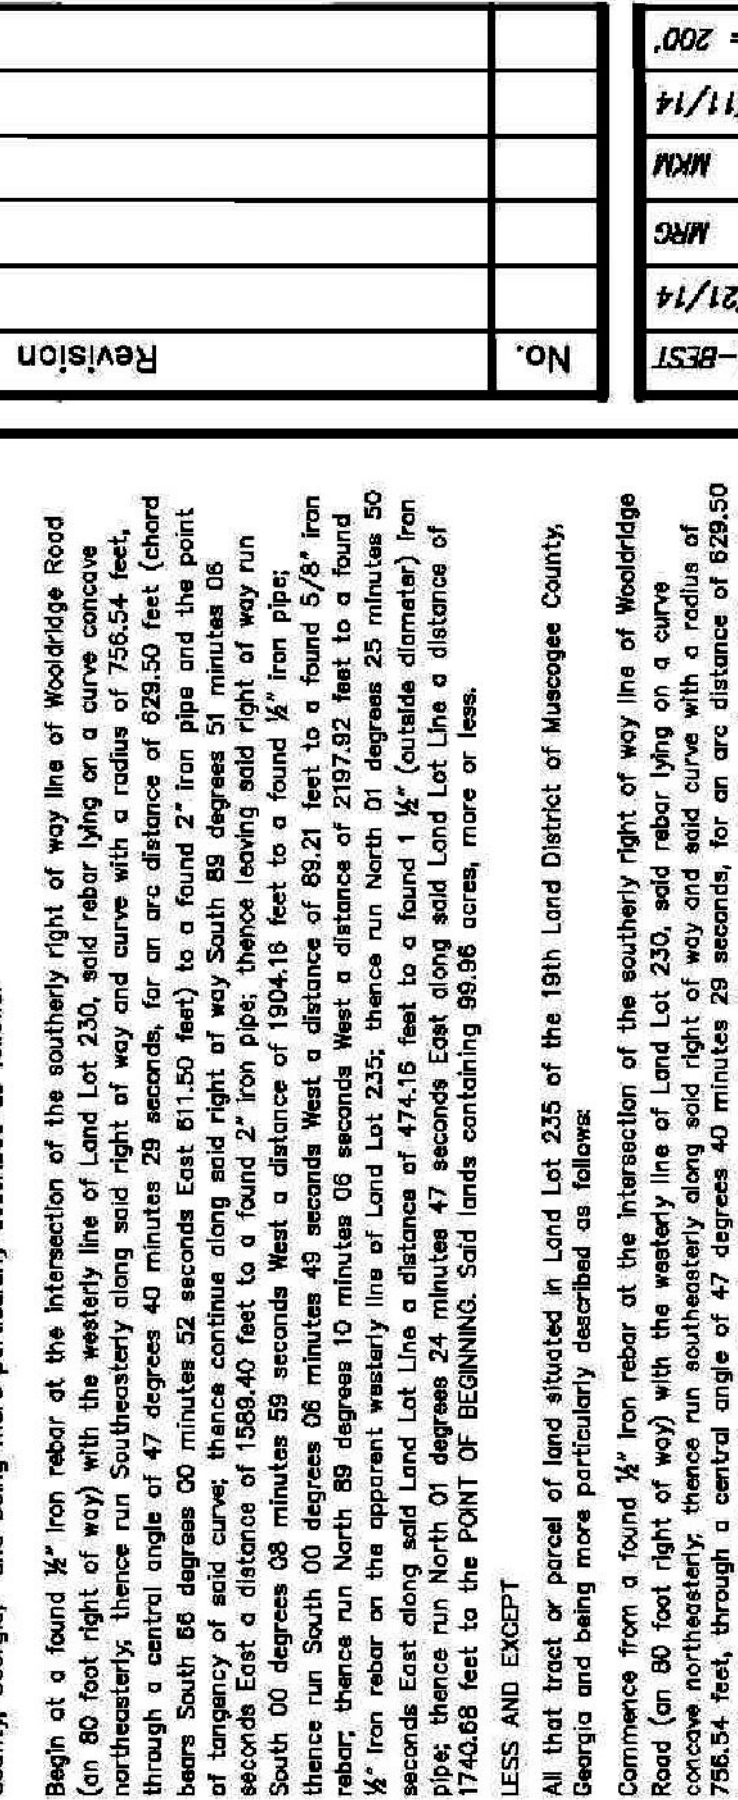 Begin at a found ½" iron rebar at the intersection of the southerly right of way line of Wooldridge Road
(an 80 foot right of way) with the westerly line of Land Lot 230, said rebar lying on a curve concave
northeasterly; thence run Southeasterly along said right of way and curve with a radius of 756.54 feet,
through a central angle of 47 degrees 40 minutes 29 seconds, for an arc distance of 629.50 feet (chord
bears South 66 degrees 00 minutes 52 seconds East 611.50 feet) to a found 2" iron pipe and the point
of tangency of said curve; thence continue along said right of way South 89 degrees 51 minutes 06
seconds East a distance of 1589.40 feet to a found 2" iron pipe; thence leaving said right of way run
South 00 degrees 08 minutes 59 seconds West a distance of 1904.16 feet to a found ½" iron pipe;
thence run South 00 degrees 06 minutes 49 seconds West a distance of 89.21 feet to a found 5/8" iron
rebar; thence run North 89 degrees 10 minutes 06 seconds West a distance of 2197.92 feet to a found
½" iron rebar on the apparent westerly line of Land Lot 235; thence run North 01 degrees 25 minutes 50
seconds East along said Land Lot Line a distance of 474.16 feet to a found 1 ½" (outside diameter) iron
pipe; thence run North 01 degrees 24 minutes 47 seconds East along said Land Lot Line a distance of
1740.68 feet to the POINT OF BEGINNING. Said lands containing 99.96 acres, more or less.
LESS AND EXCEPT
All that tract or parcel of land situated in Land Lot 235 of the 19th Land District of Muscogee County,
Georgia and being more particularly described as follows:
Commence from a found ½" iron rebar at the intersection of the southerly right of way line of Wooldridge
Road (an 80 foot right of way) with the westerly line of Land Lot 230, said rebar lying on a curve
concave northeasterly; thence run southeasterly along said right of way and said curve with a radius of
756.54 feet, through a central angle of 47 degrees 40 minutes 29 seconds, for an arc distance of 629.50
No. Revision
-BEST
21/14
MRG
MKM
11/14
= 200'